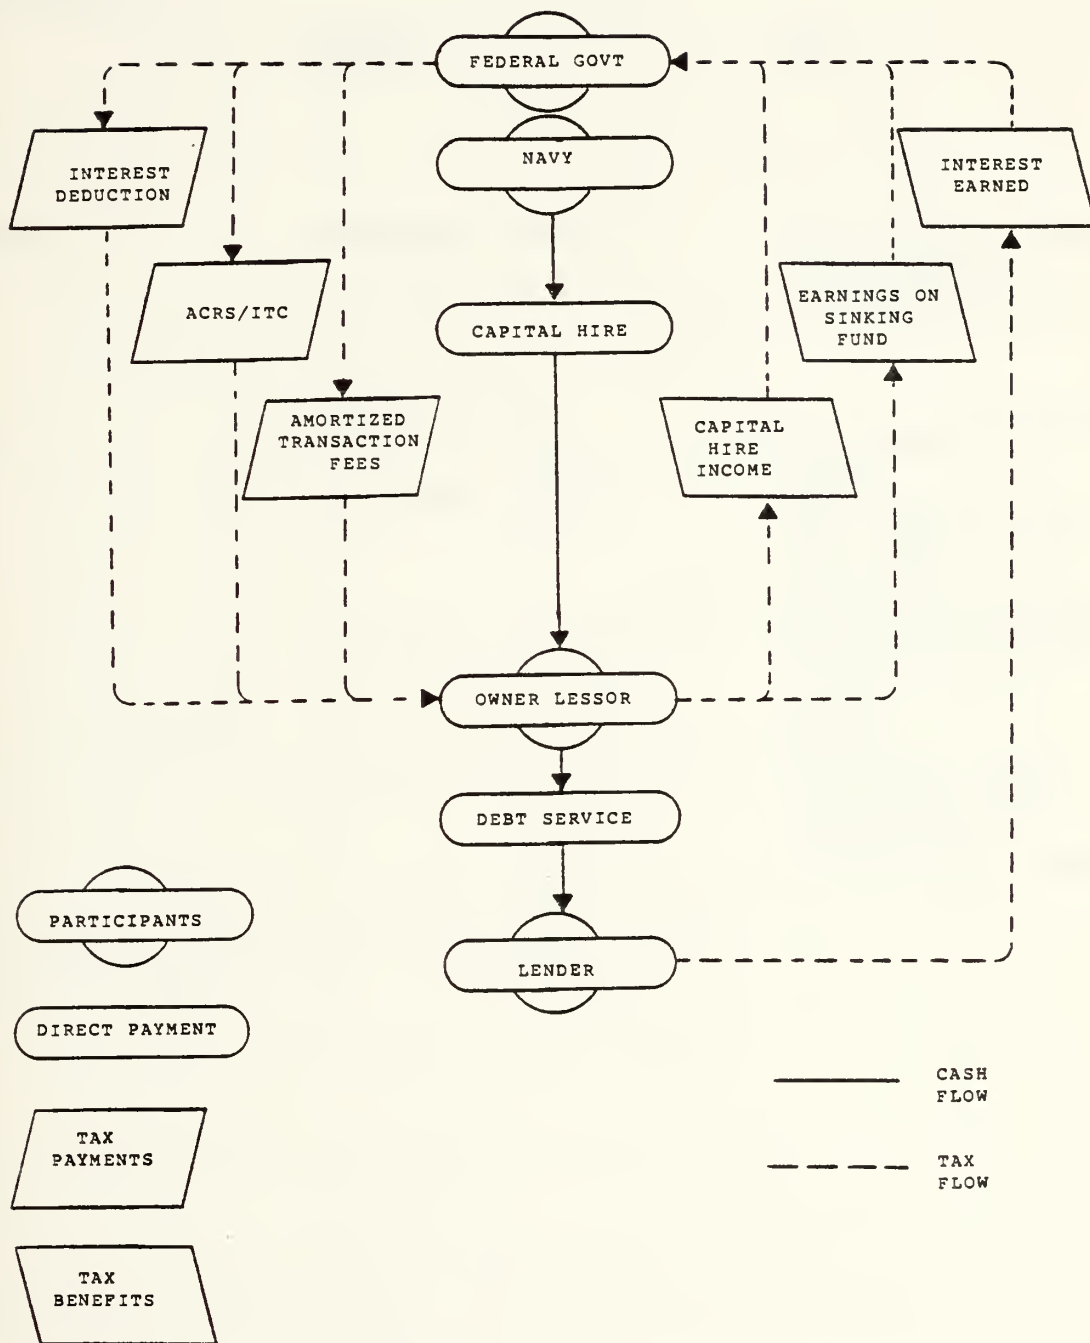 FEDERAL GOVT
NAVY
INTEREST
DEDUCTION
INTEREST
EARNED
ACRS/ITC
CAPITAL HIRE
EARNINGS ON
SINKING
FUND
AMORTIZED
TRANSACTION
FEES
CAPITAL
HIRE
INCOME
OWNER LESSOR
DEBT SERVICE
LENDER
PARTICIPANTS
DIRECT PAYMENT
TAX
PAYMENTS
TAX
BENEFITS
CASH
FLOW
TAX
FLOW